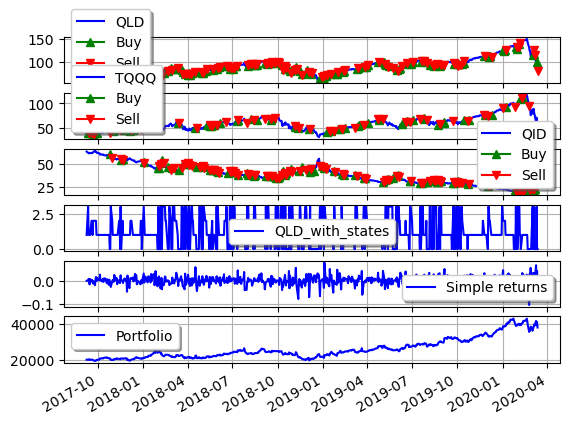 QLD
Buy
Sell
150
100
TQQQ
Buy
Sell
100
50
QID
Buy
Sell
50
25
2.5
0.0
QLD_with_states
0.0
−0.1
Simple returns
40000
20000
Portfolio
2017-10
2018-01
2018-04
2018-07
2018-10
2019-01
2019-04
2019-07
2019-10
2020-01
2020-04